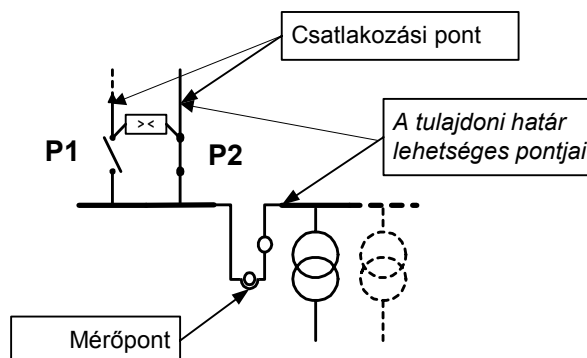 Csatlakozási pont
> <
P1
P2
A tulajdoni határ
lehetséges pontjai
Mérőpont